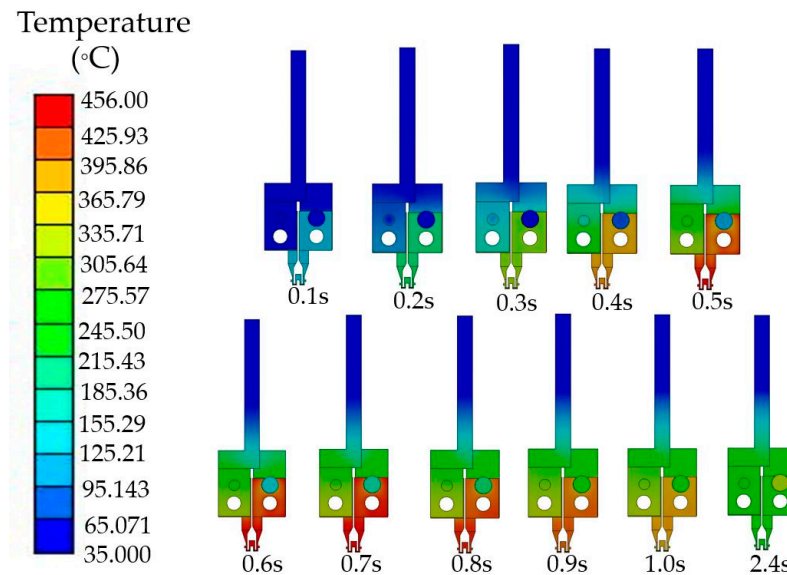 Temperature
(°C)
456.00
425.93
395.86
365.79
335.71
305.64
275.57
245.50
215.43
185.36
155.29
125.21
95.143
65.071
35.000
0.1s
0.2s
0.3s
0.4s
0.5s
0.6s
0.7s
0.8s
0.9s
1.0s
2.4s